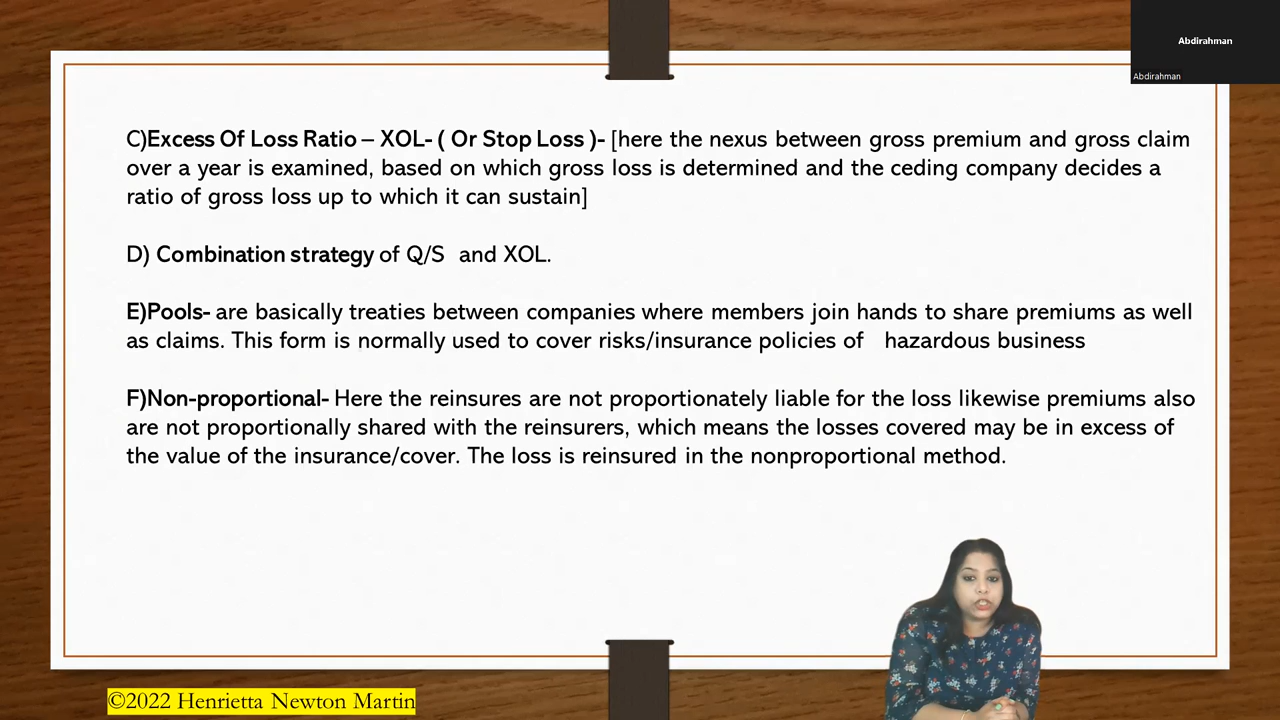 Abdirahman
Abdirahman
C)Excess Of Loss Ratio – XOL- ( Or Stop Loss )- [here the nexus between gross premium and gross claim
over a year is examined, based on which gross loss is determined and the ceding company decides a
ratio of gross loss up to which it can sustain]
D) Combination strategy of Q/S and XOL.
E)Pools- are basically treaties between companies where members join hands to share premiums as well
as claims. This form is normally used to cover risks/insurance policies of hazardous business
F)Non-proportional- Here the reinsures are not proportionately liable for the loss likewise premiums also
are not proportionally shared with the reinsurers, which means the losses covered may be in excess of
the value of the insurance/cover. The loss is reinsured in the nonproportional method.
©2022 Henrietta Newton Martin